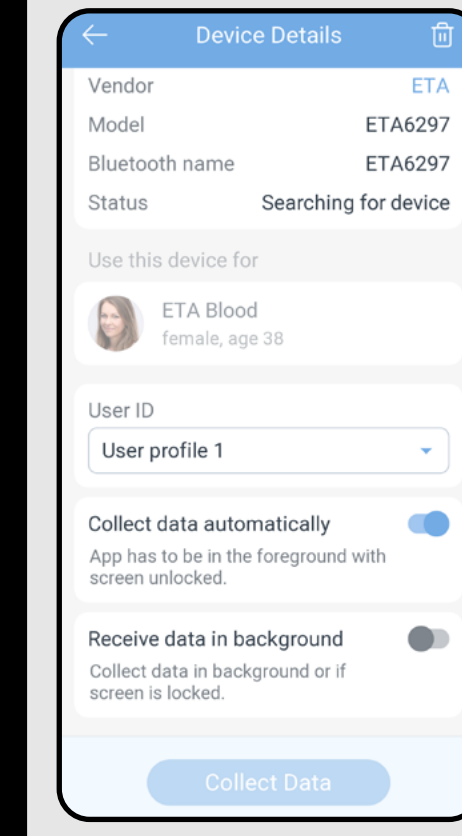 Device Details
Vendor ETA
Model ETA6297
Bluetooth name ETA6297
Status Searching for device
Use this device for
ETA Blood
female, age 38
User ID
User profile 1
Collect data automatically
App has to be in the foreground with
screen unlocked.
Receive data in background
Collect data in background or if
screen is locked.
Collect Data